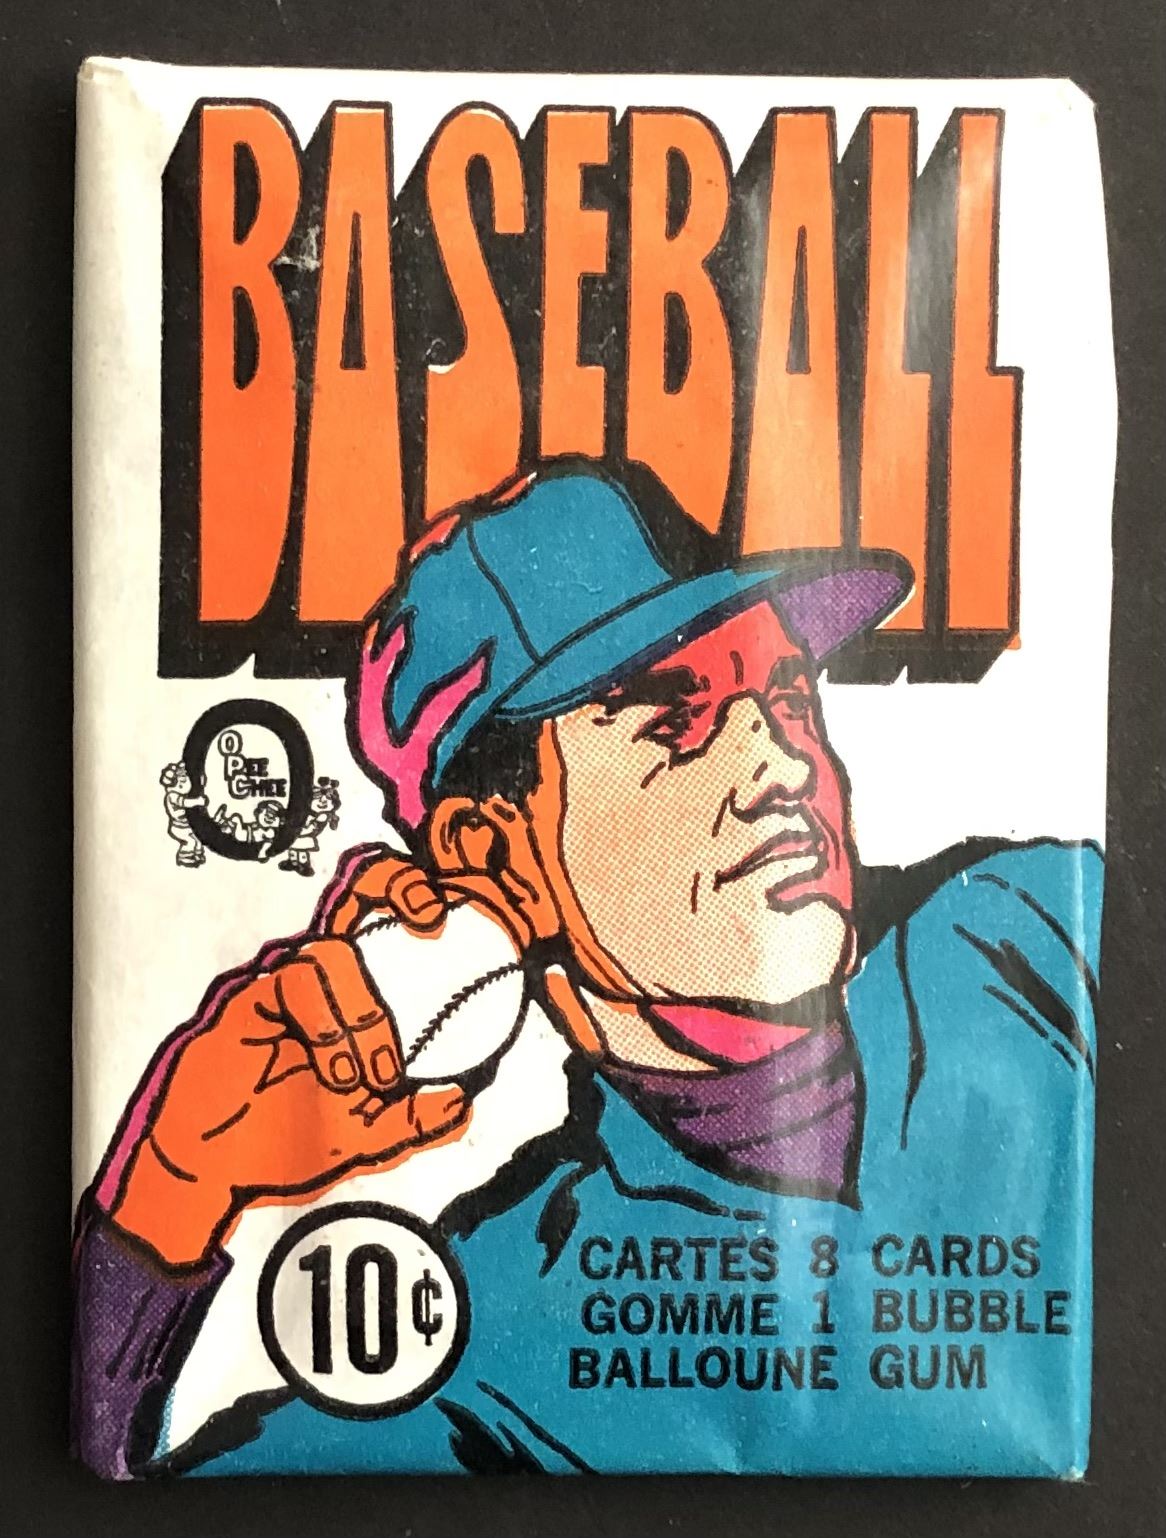 BASEBALL
O
PEE
CHEE
10¢
CARTES 8 CARDS
GOMME 1 BUBBLE
BALLOUNE GUM